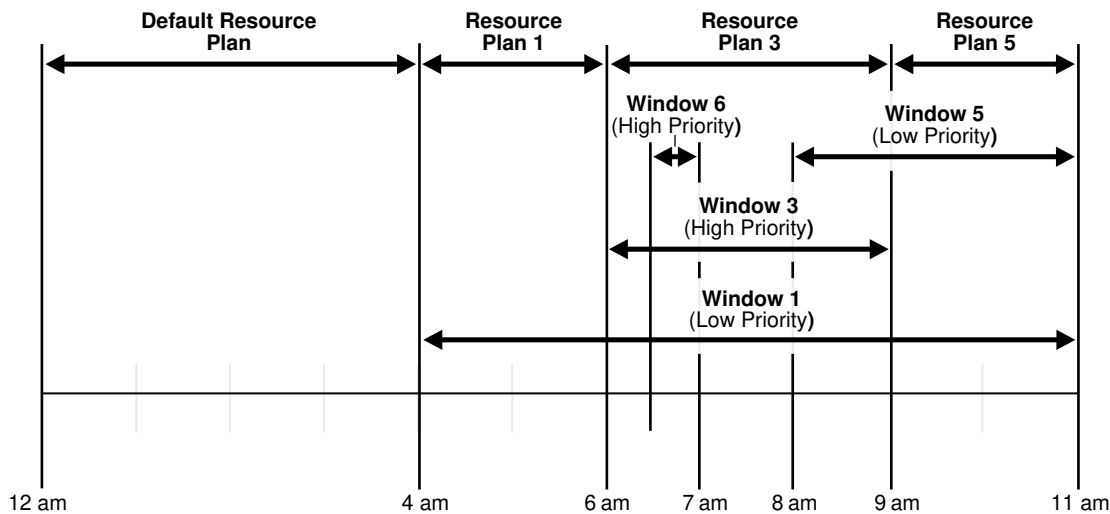 Default Resource
Plan
Resource
Plan 1
Resource
Plan 3
Resource
Plan 5
Window 6
(High Priority)
Window 5
(Low Priority)
Window 3
(High Priority)
Window 1
(Low Priority)
12 am
4 am
6 am
7 am
8 am
9 am
11 am